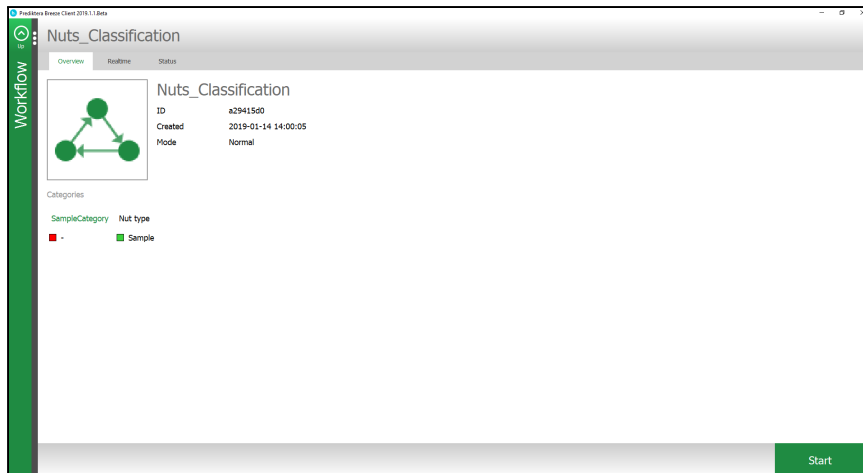 Prediktera Breeze Client 2019.1.1.Beta
Up
Nuts_Classification
Workflow
Overview Realtime Status
Nuts_Classification
ID a29415d0
Created 2019-01-14 14:00:05
Mode Normal
Categories
SampleCategory Nut type
- Sample
Start